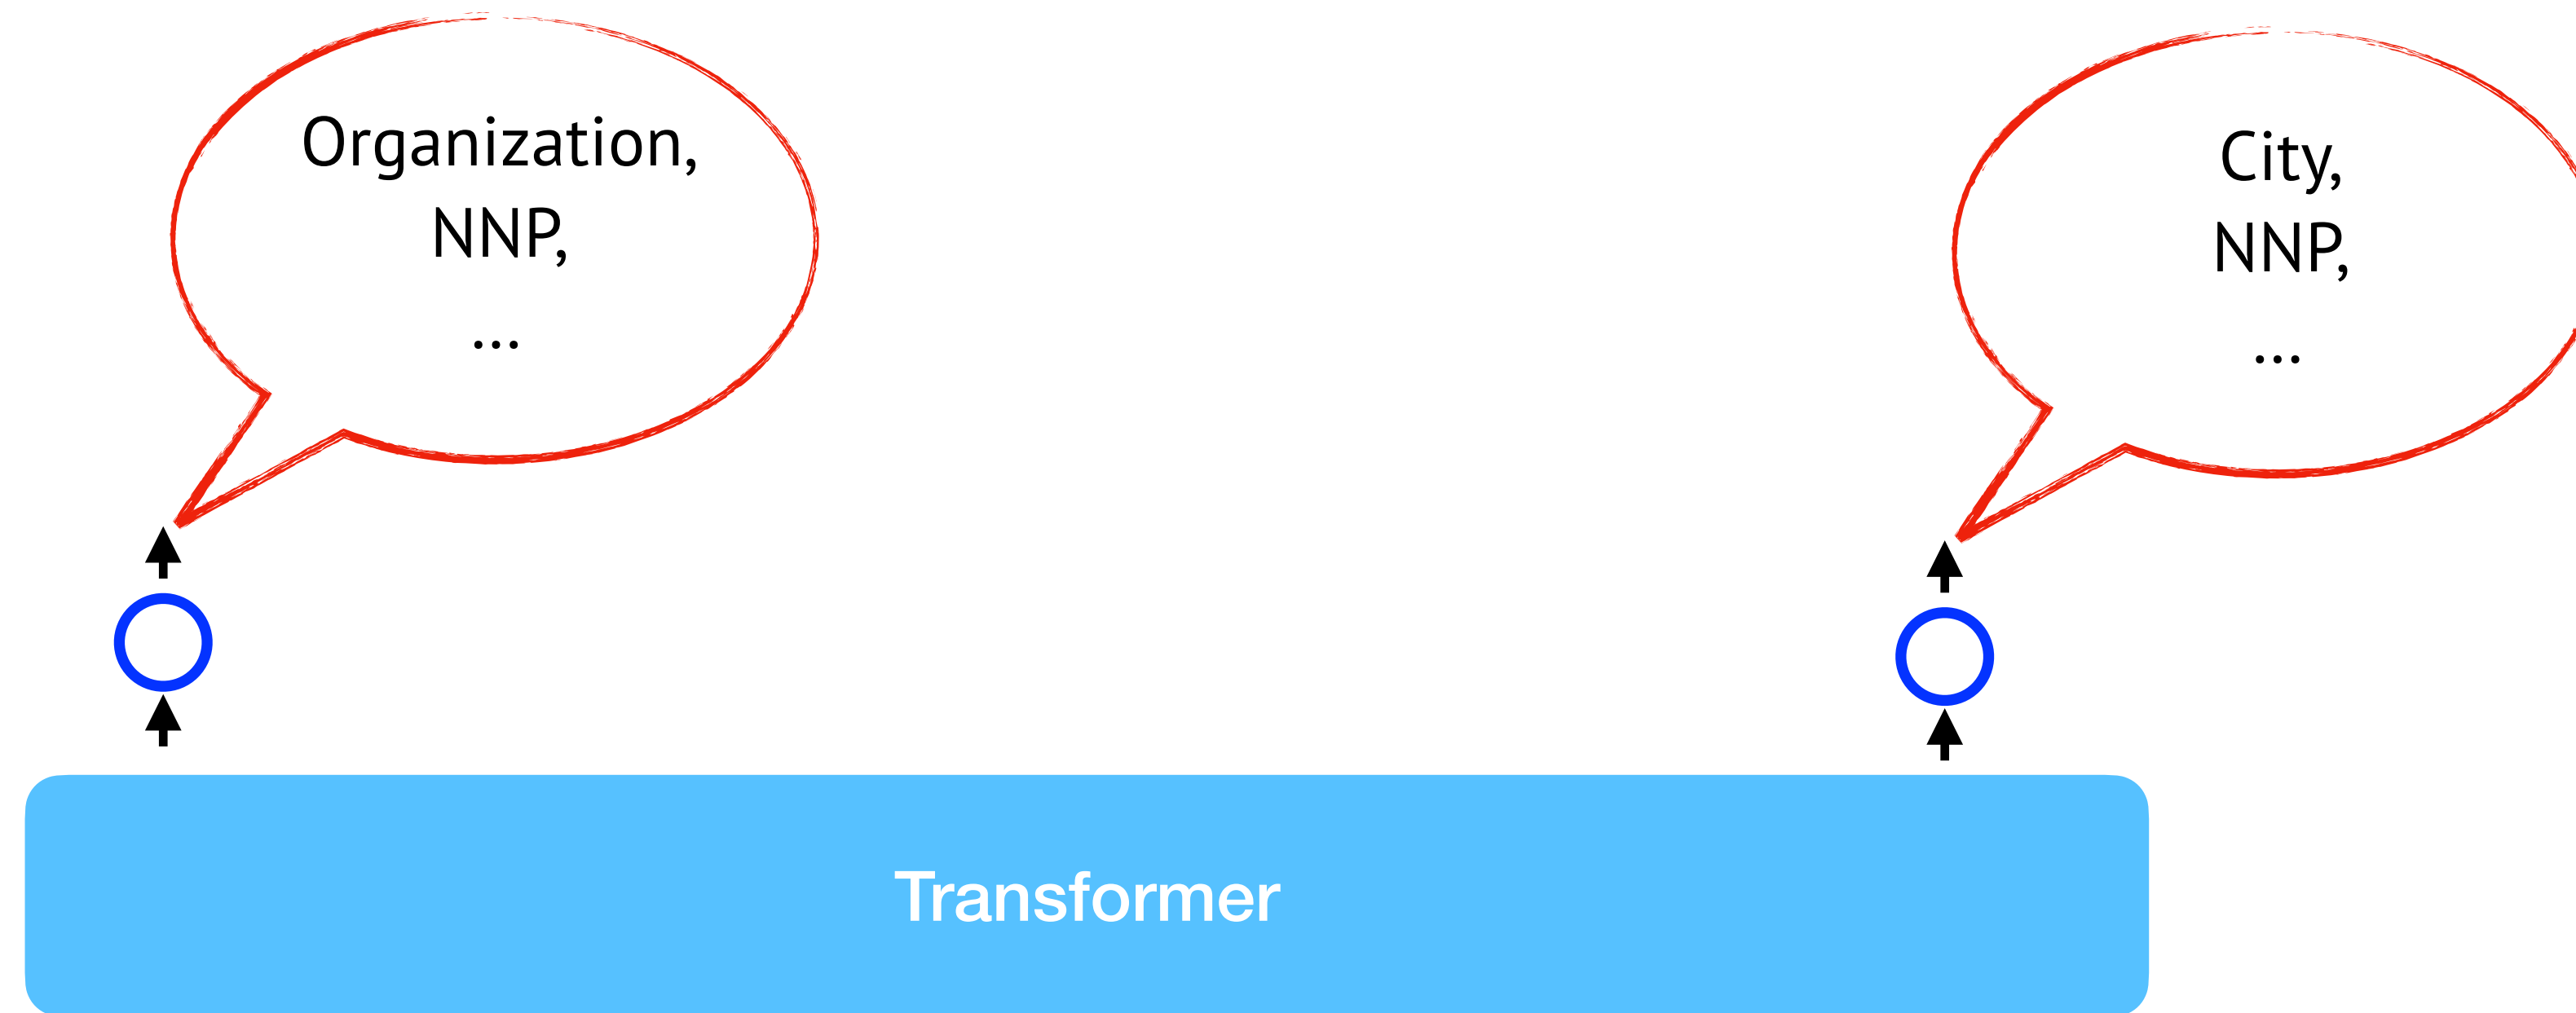 Organization,
NNP,
...
City,
NNP,
...
Transformer